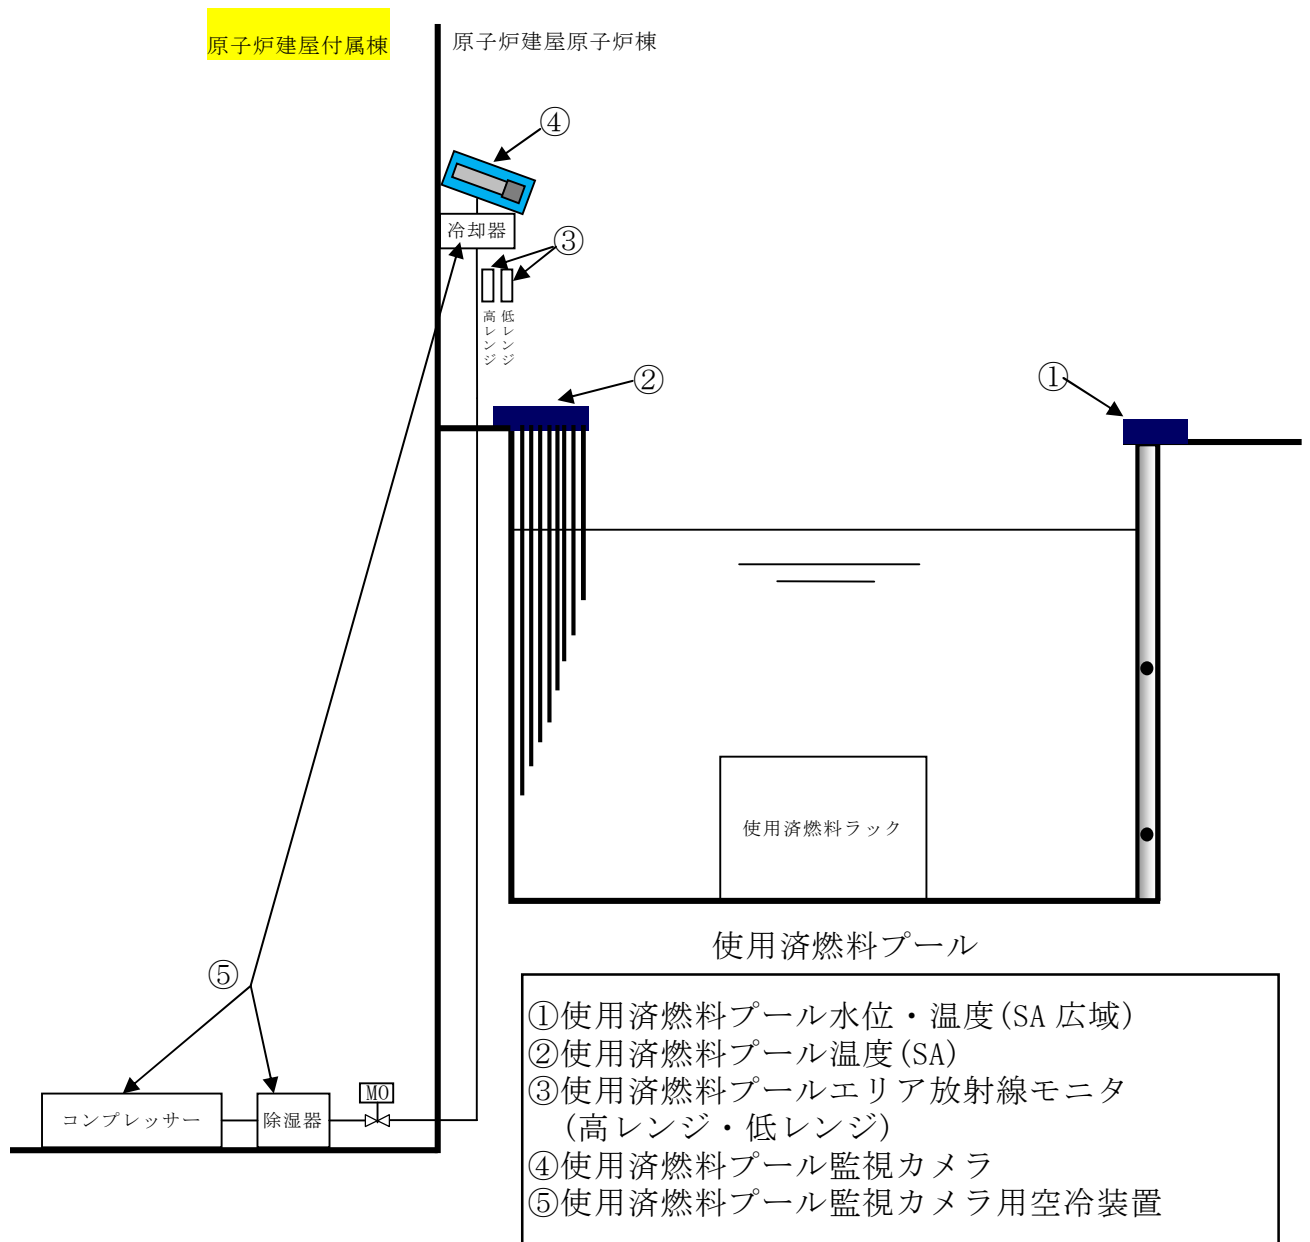 原子炉建屋付属棟
原子炉建屋原子炉棟
④
冷却器
③
高レンジ
低レンジ
②
①
使用済燃料ラック
使用済燃料プール
⑤
コンプレッサー
除湿器
MO
①使用済燃料プール水位・温度(SA 広域)
②使用済燃料プール温度(SA)
③使用済燃料プールエリア放射線モニタ
(高レンジ・低レンジ)
④使用済燃料プール監視カメラ
⑤使用済燃料プール監視カメラ用空冷装置